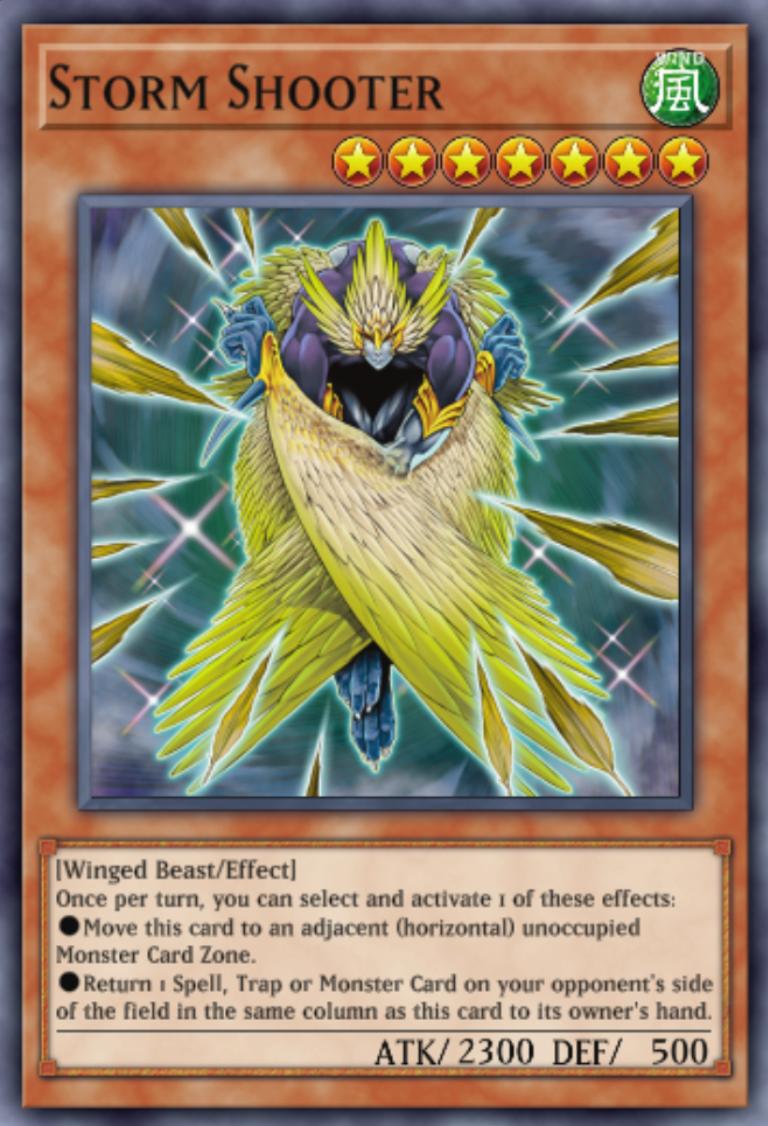 STORM SHOOTER
WIND
風
[Winged Beast/Effect]
Once per turn, you can select and activate 1 of these effects:
●Move this card to an adjacent (horizontal) unoccupied
Monster Card Zone.
●Return 1 Spell, Trap or Monster Card on your opponent's side
of the field in the same column as this card to its owner's hand.
ATK/ 2300 DEF/ 500